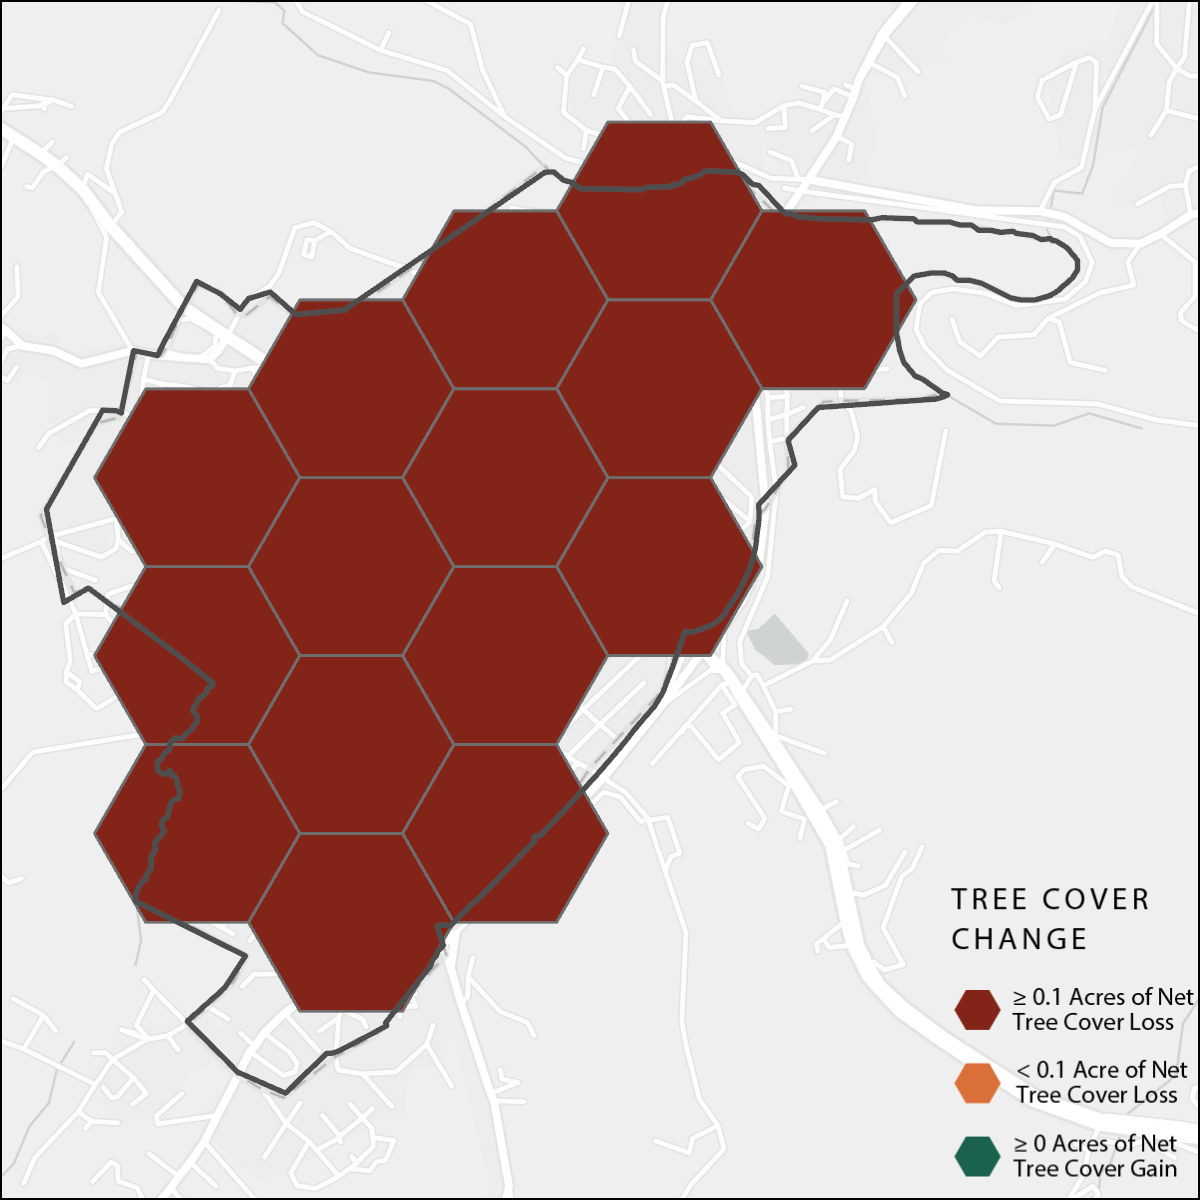 TREE COVER
CHANGE
≥ 0.1 Acres of Net
Tree Cover Loss
< 0.1 Acre of Net
Tree Cover Loss
≥ 0 Acres of Net
Tree Cover Gain